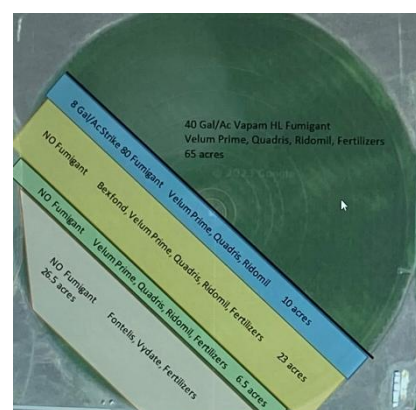 40 Gal/Ac Vapam HL Fumigant
Velum Prime, Quadris, Ridomil, Fertilizers
65 acres
8 Gal/Ac Strike 80 Fumigant Velum Prime, Quadris, Ridomil 10 acres
NO Fumigant Bexfond, Velum Prime, Quadris, Ridomil, Fertilizers 23 acres
NO Fumigant Velum Prime, Quadris, Ridomil, Fertilizers 6.5 acres
NO Fumigant
26.5 acres
Fontelis, Vydate, Fertilizers